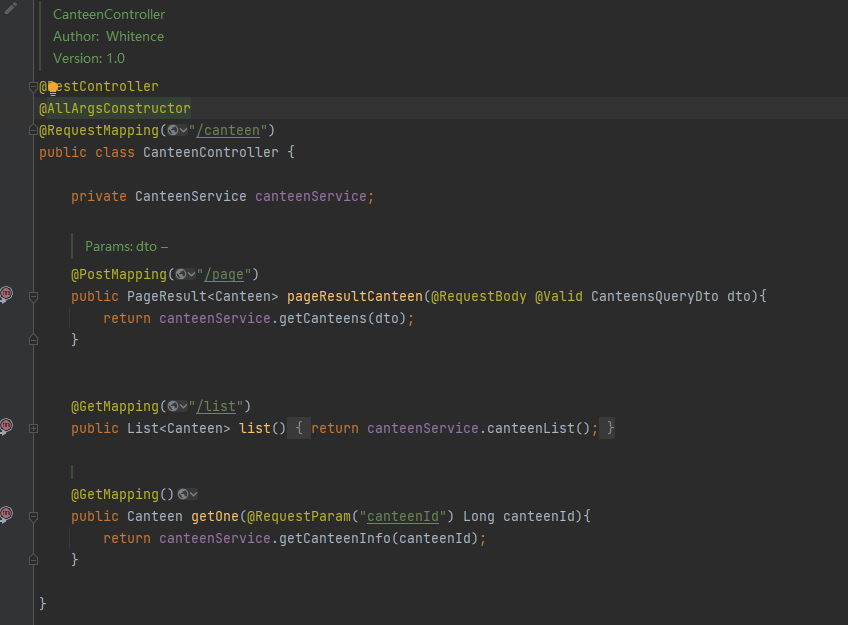 CanteenController
Author: Whitence
Version: 1.0
@RestController
@AllArgsConstructor
@RequestMapping("/canteen")
public class CanteenController {
private CanteenService canteenService;
Params: dto –
@PostMapping("/page")
public PageResult<Canteen> pageResultCanteen(@RequestBody @Valid CanteensQueryDto dto){
return canteenService.getCanteens(dto);
}
@GetMapping("/list")
public List<Canteen> list() { return canteenService.canteenList(); }
@GetMapping()
public Canteen getOne(@RequestParam("canteenId") Long canteenId){
return canteenService.getCanteenInfo(canteenId);
}
}